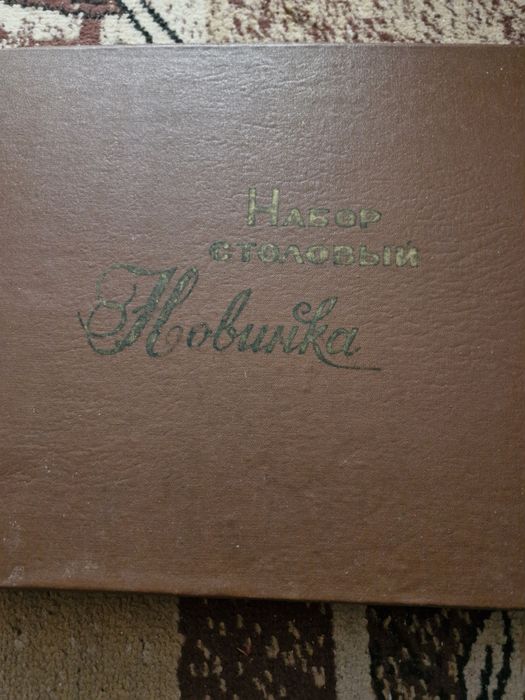 Набор
столовый
Новинка